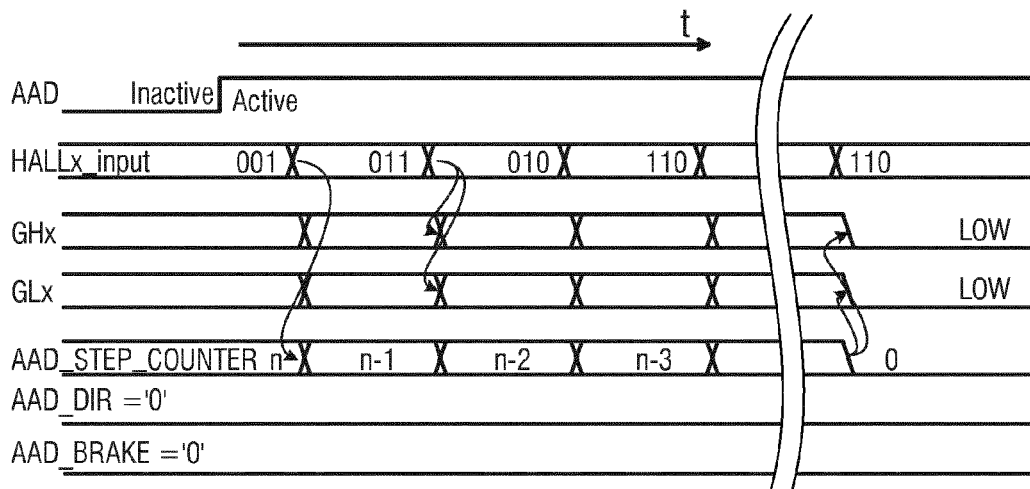 t
AAD Inactive Active
HALLx_input 001 011 010 110 110
GHx LOW
GLx LOW
AAD_STEP_COUNTER n n-1 n-2 n-3 0
AAD_DIR ='0'
AAD_BRAKE ='0'